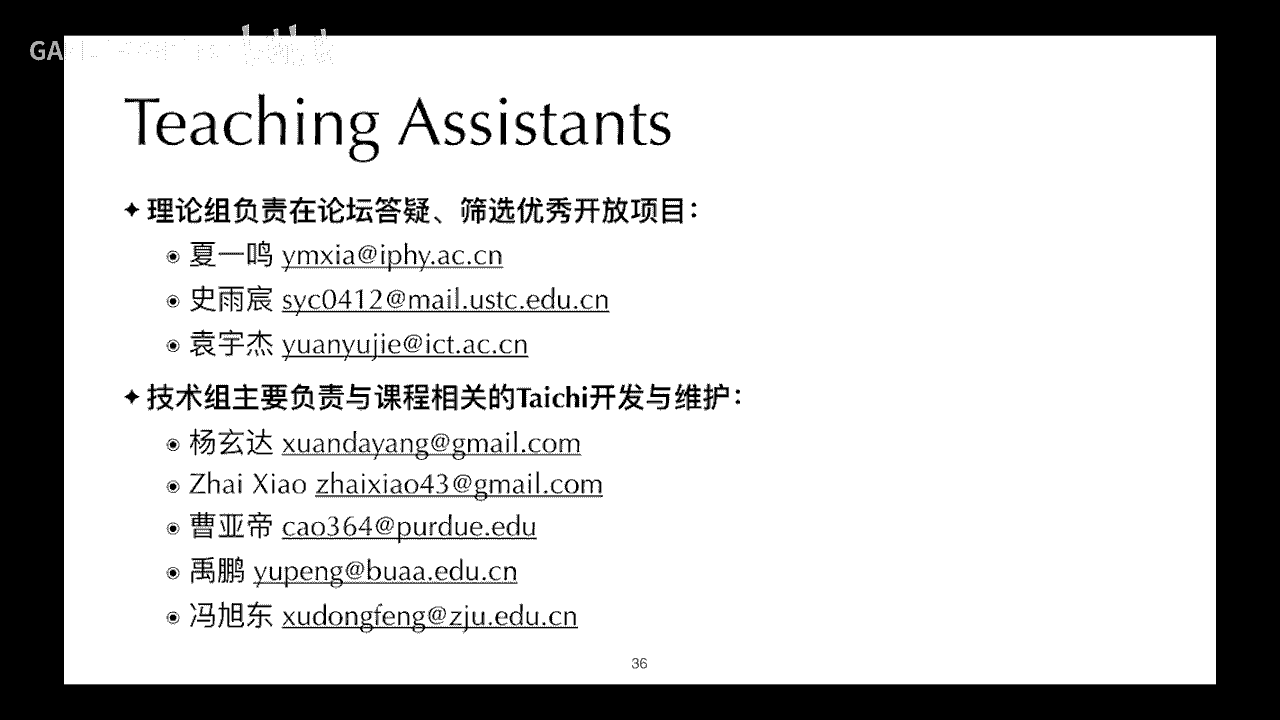 Teaching Assistants
✦ 理论组负责在论坛答疑、筛选优秀开放项目：
◉ 夏一鸣 ymxia@iphy.ac.cn
◉ 史雨宸 syc0412@mail.ustc.edu.cn
◉ 袁宇杰 yuanyujie@ict.ac.cn
✦ 技术组主要负责与课程相关的Taichi开发与维护：
◉ 杨玄达 xuandayang@gmail.com
◉ Zhai Xiao zhaixiao43@gmail.com
◉ 曹亚帝 cao364@purdue.edu
◉ 禹鹏 yupeng@buaa.edu.cn
◉ 冯旭东 xudongfeng@zju.edu.cn
36